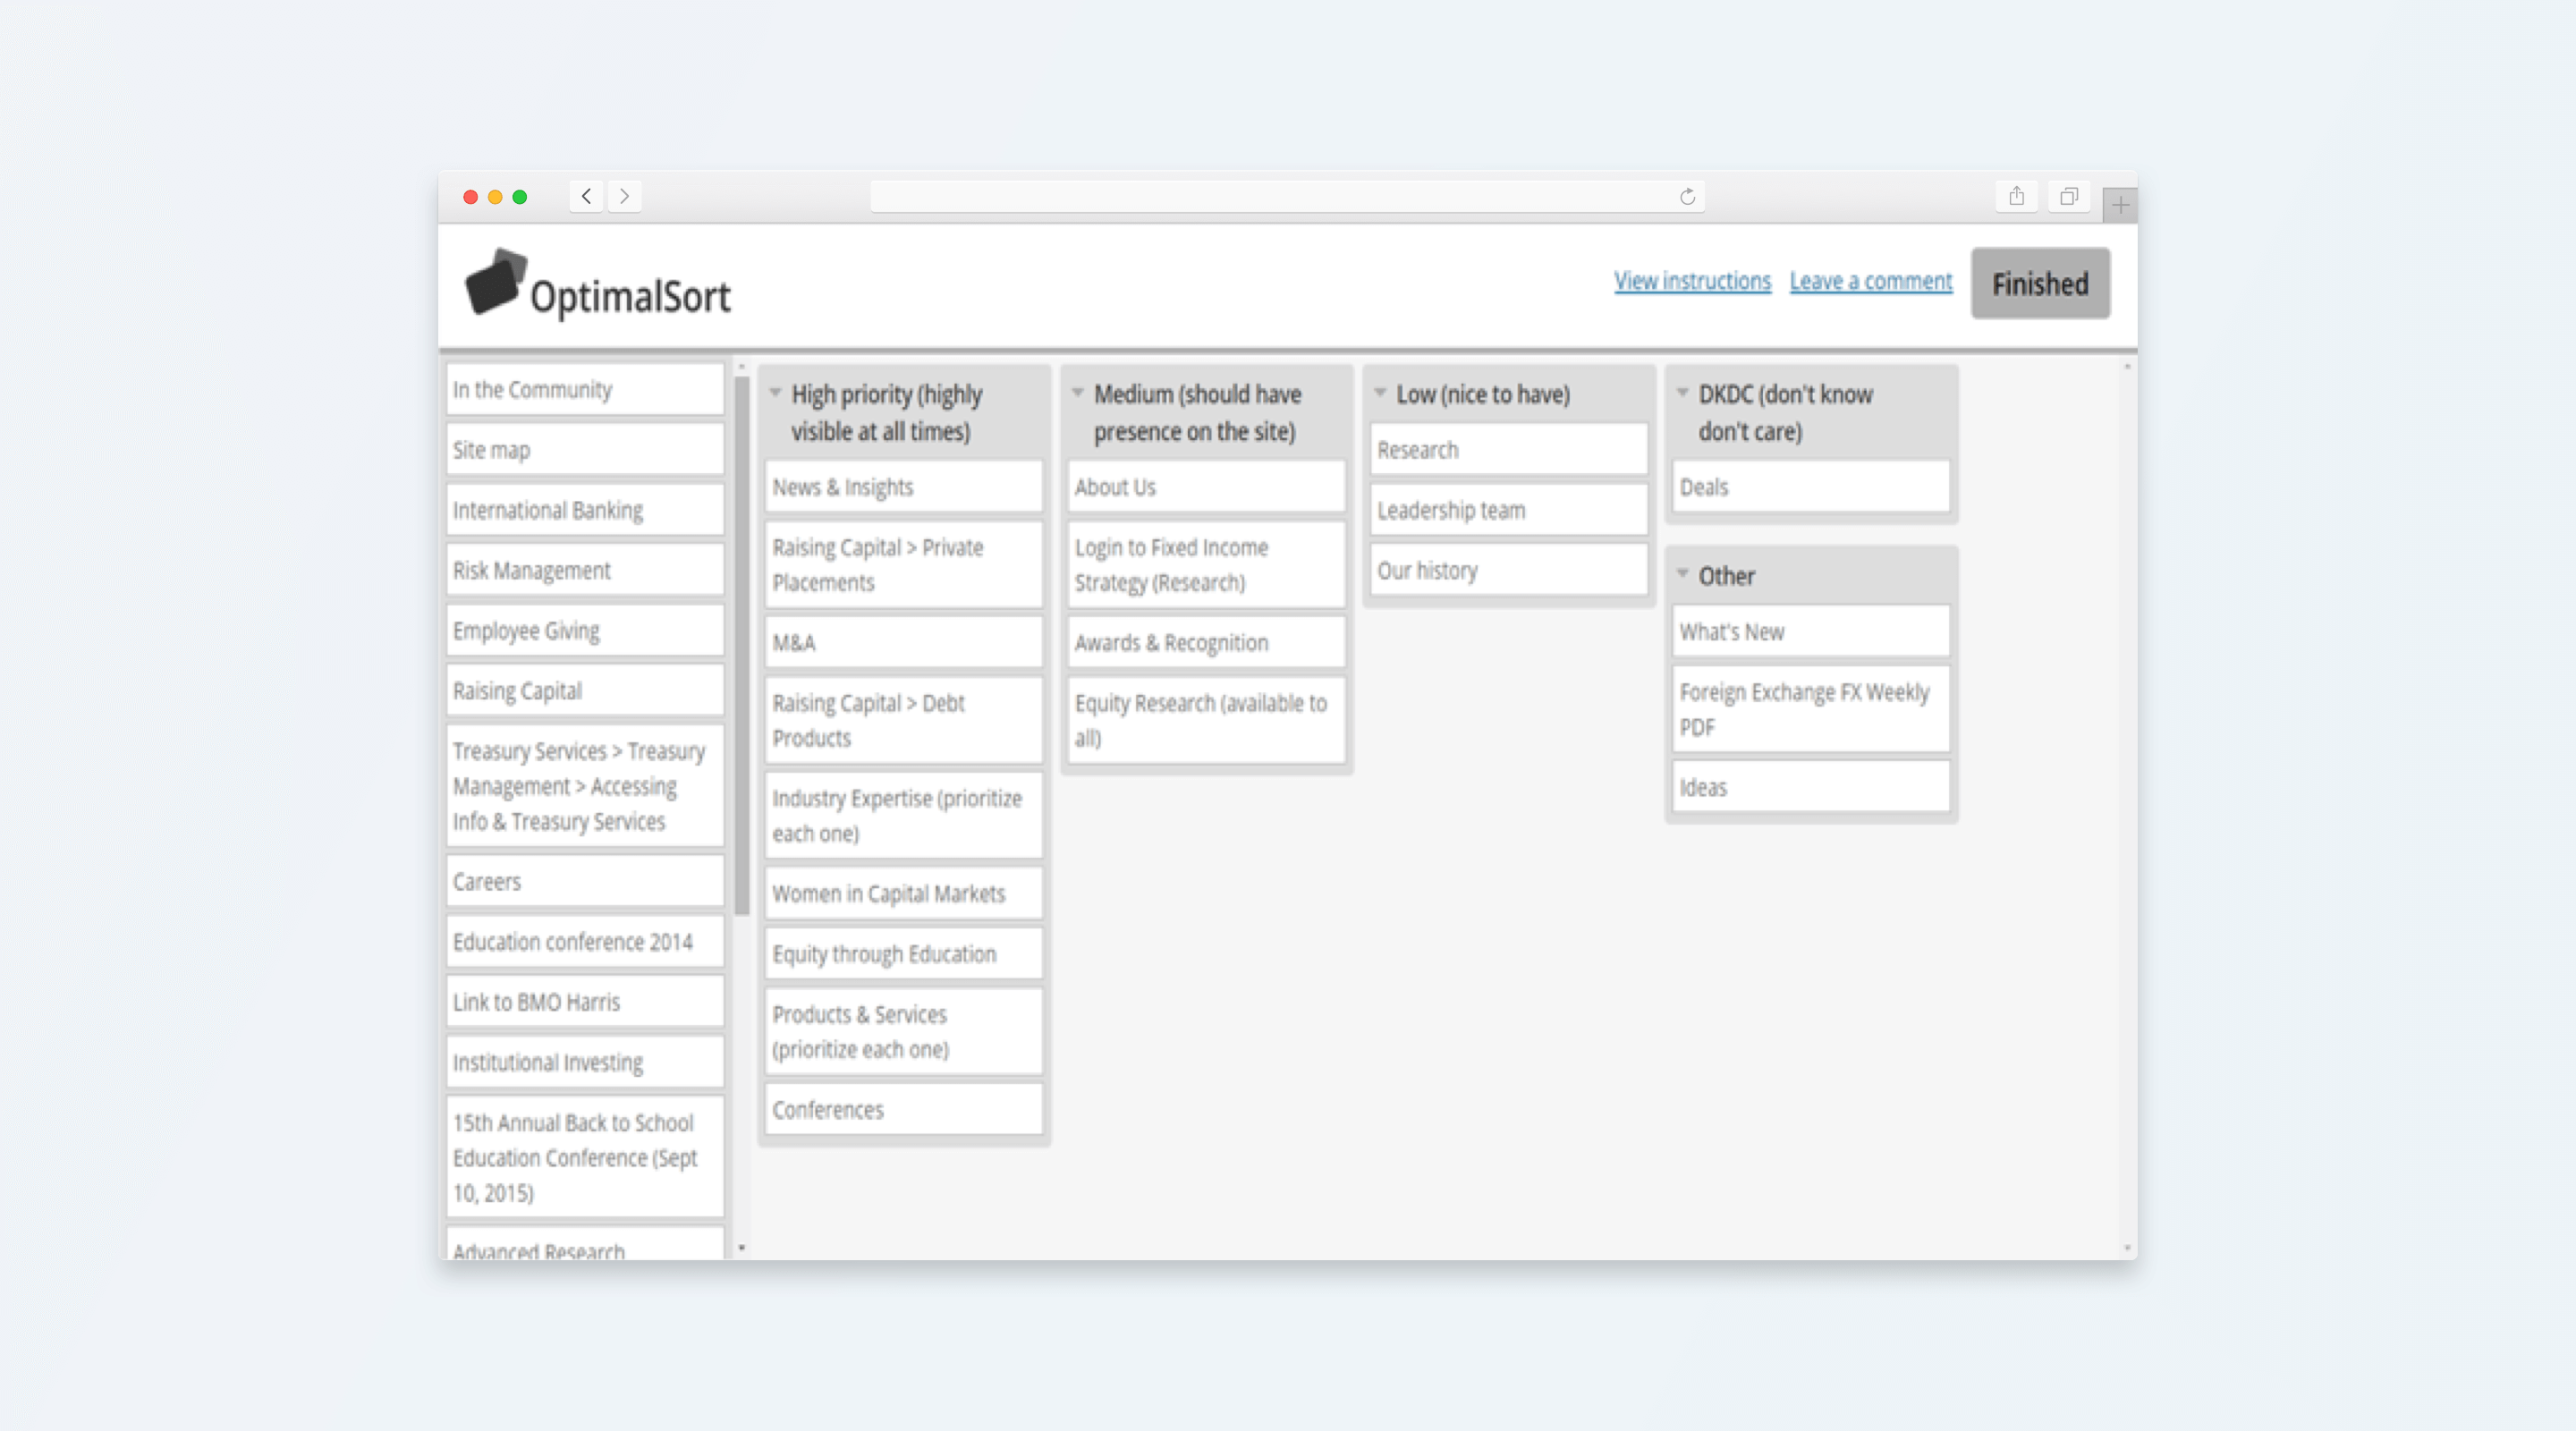 OptimalSort
View instructions
Leave a comment
Finished
In the Community
Site map
International Banking
Risk Management
Employee Giving
Raising Capital
Treasury Services > Treasury
Management > Accessing
Info & Treasury Services
Careers
Education conference 2014
Link to BMO Harris
Institutional Investing
15th Annual Back to School
Education Conference (Sept
10, 2015)
Advanced Research
High priority (highly
visible at all times)
News & Insights
Raising Capital > Private
Placements
M&A
Raising Capital > Debt
Products
Industry Expertise (prioritize
each one)
Women in Capital Markets
Equity through Education
Products & Services
(prioritize each one)
Conferences
Medium (should have
presence on the site)
About Us
Login to Fixed Income
Strategy (Research)
Awards & Recognition
Equity Research (available to
all)
Low (nice to have)
Research
Leadership team
Our history
DKDC (don't know
don't care)
Deals
Other
What's New
Foreign Exchange FX Weekly
PDF
Ideas